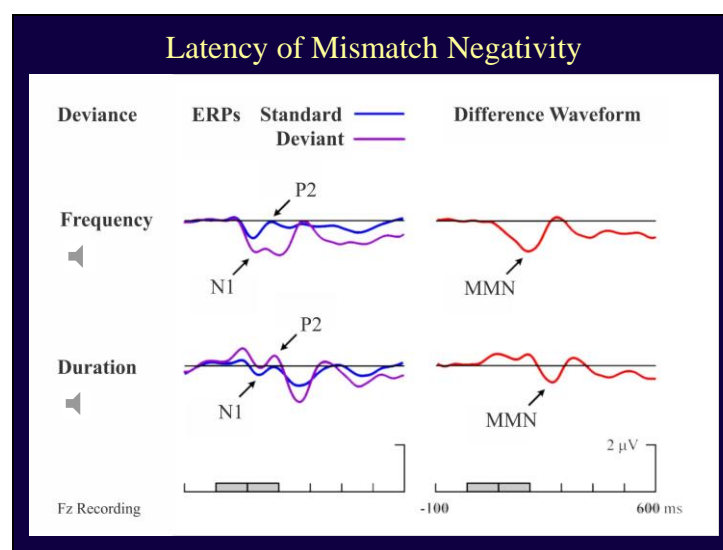 Latency of Mismatch Negativity
Deviance ERPs Standard Difference Waveform
Deviant
P2
Frequency
N1 MMN
P2
Duration
N1 MMN
2 μV
Fz Recording -100 600 ms